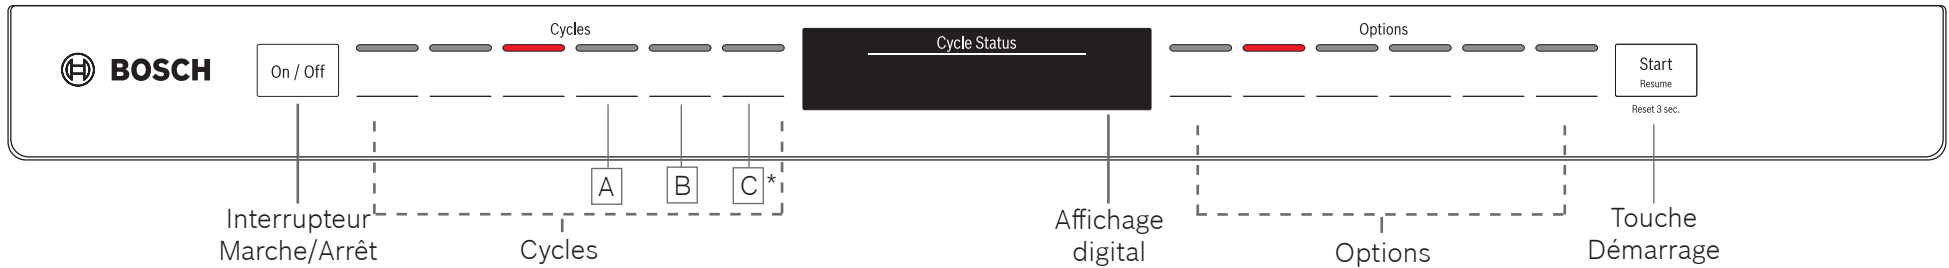 BOSCH
On / Off
Cycles
Cycle Status
Options
Start
Resume
Reset 3 sec.
A
B
C *
Interrupteur
Marche/Arrêt
Cycles
Affichage
digital
Options
Touche
Démarrage